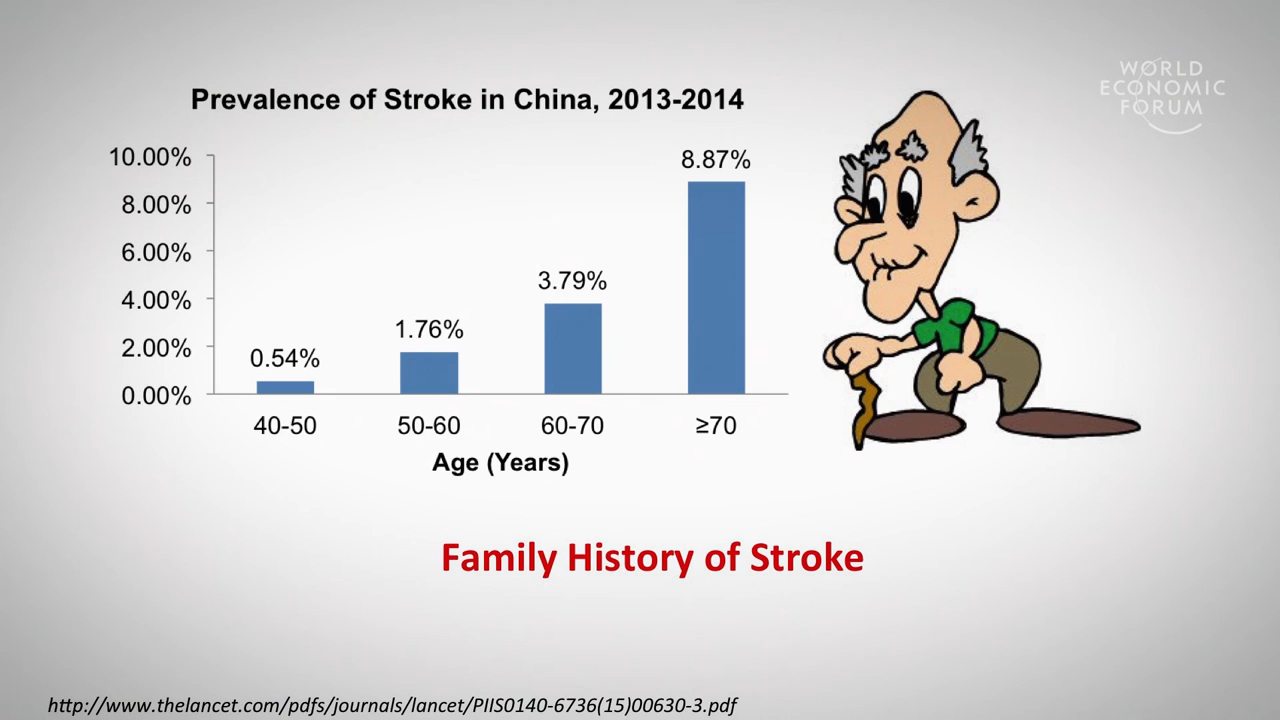 WORLD
ECONOMIC
FORUM
Prevalence of Stroke in China, 2013-2014
10.00%
8.00%
6.00%
4.00%
2.00%
0.00%
0.54%
1.76%
3.79%
8.87%
40-50
50-60
60-70
≥70
Age (Years)
Family History of Stroke
http://www.thelancet.com/pdfs/journals/lancet/PIIS0140-6736(15)00630-3.pdf